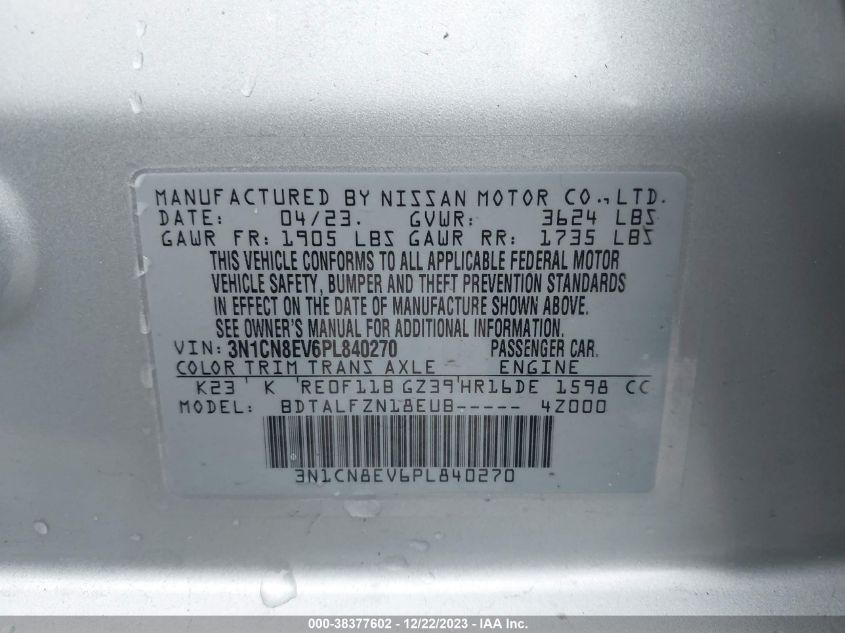 MANUFACTURED BY NISSAN MOTOR CO., LTD.
DATE: 04/23. GVWR: 3624 LBS
GAWR FR: 1905 LBS GAWR RR: 1735 LBS
THIS VEHICLE CONFORMS TO ALL APPLICABLE FEDERAL MOTOR
VEHICLE SAFETY, BUMPER AND THEFT PREVENTION STANDARDS
IN EFFECT ON THE DATE OF MANUFACTURE SHOWN ABOVE.
SEE OWNER'S MANUAL FOR ADDITIONAL INFORMATION
VIN: 3N1CN8EV6PL840270 PASSENGER CAR.
COLOR TRIM TRANS AXLE ENGINE
K23 ' K 'RE0F11B GZ39'HR16DE 1598 CC
MODEL: BDTALFZN18EUB----- 4Z000
3N1CN8EV6PL840270
000-38377602 - 12/22/2023 - IAA Inc.